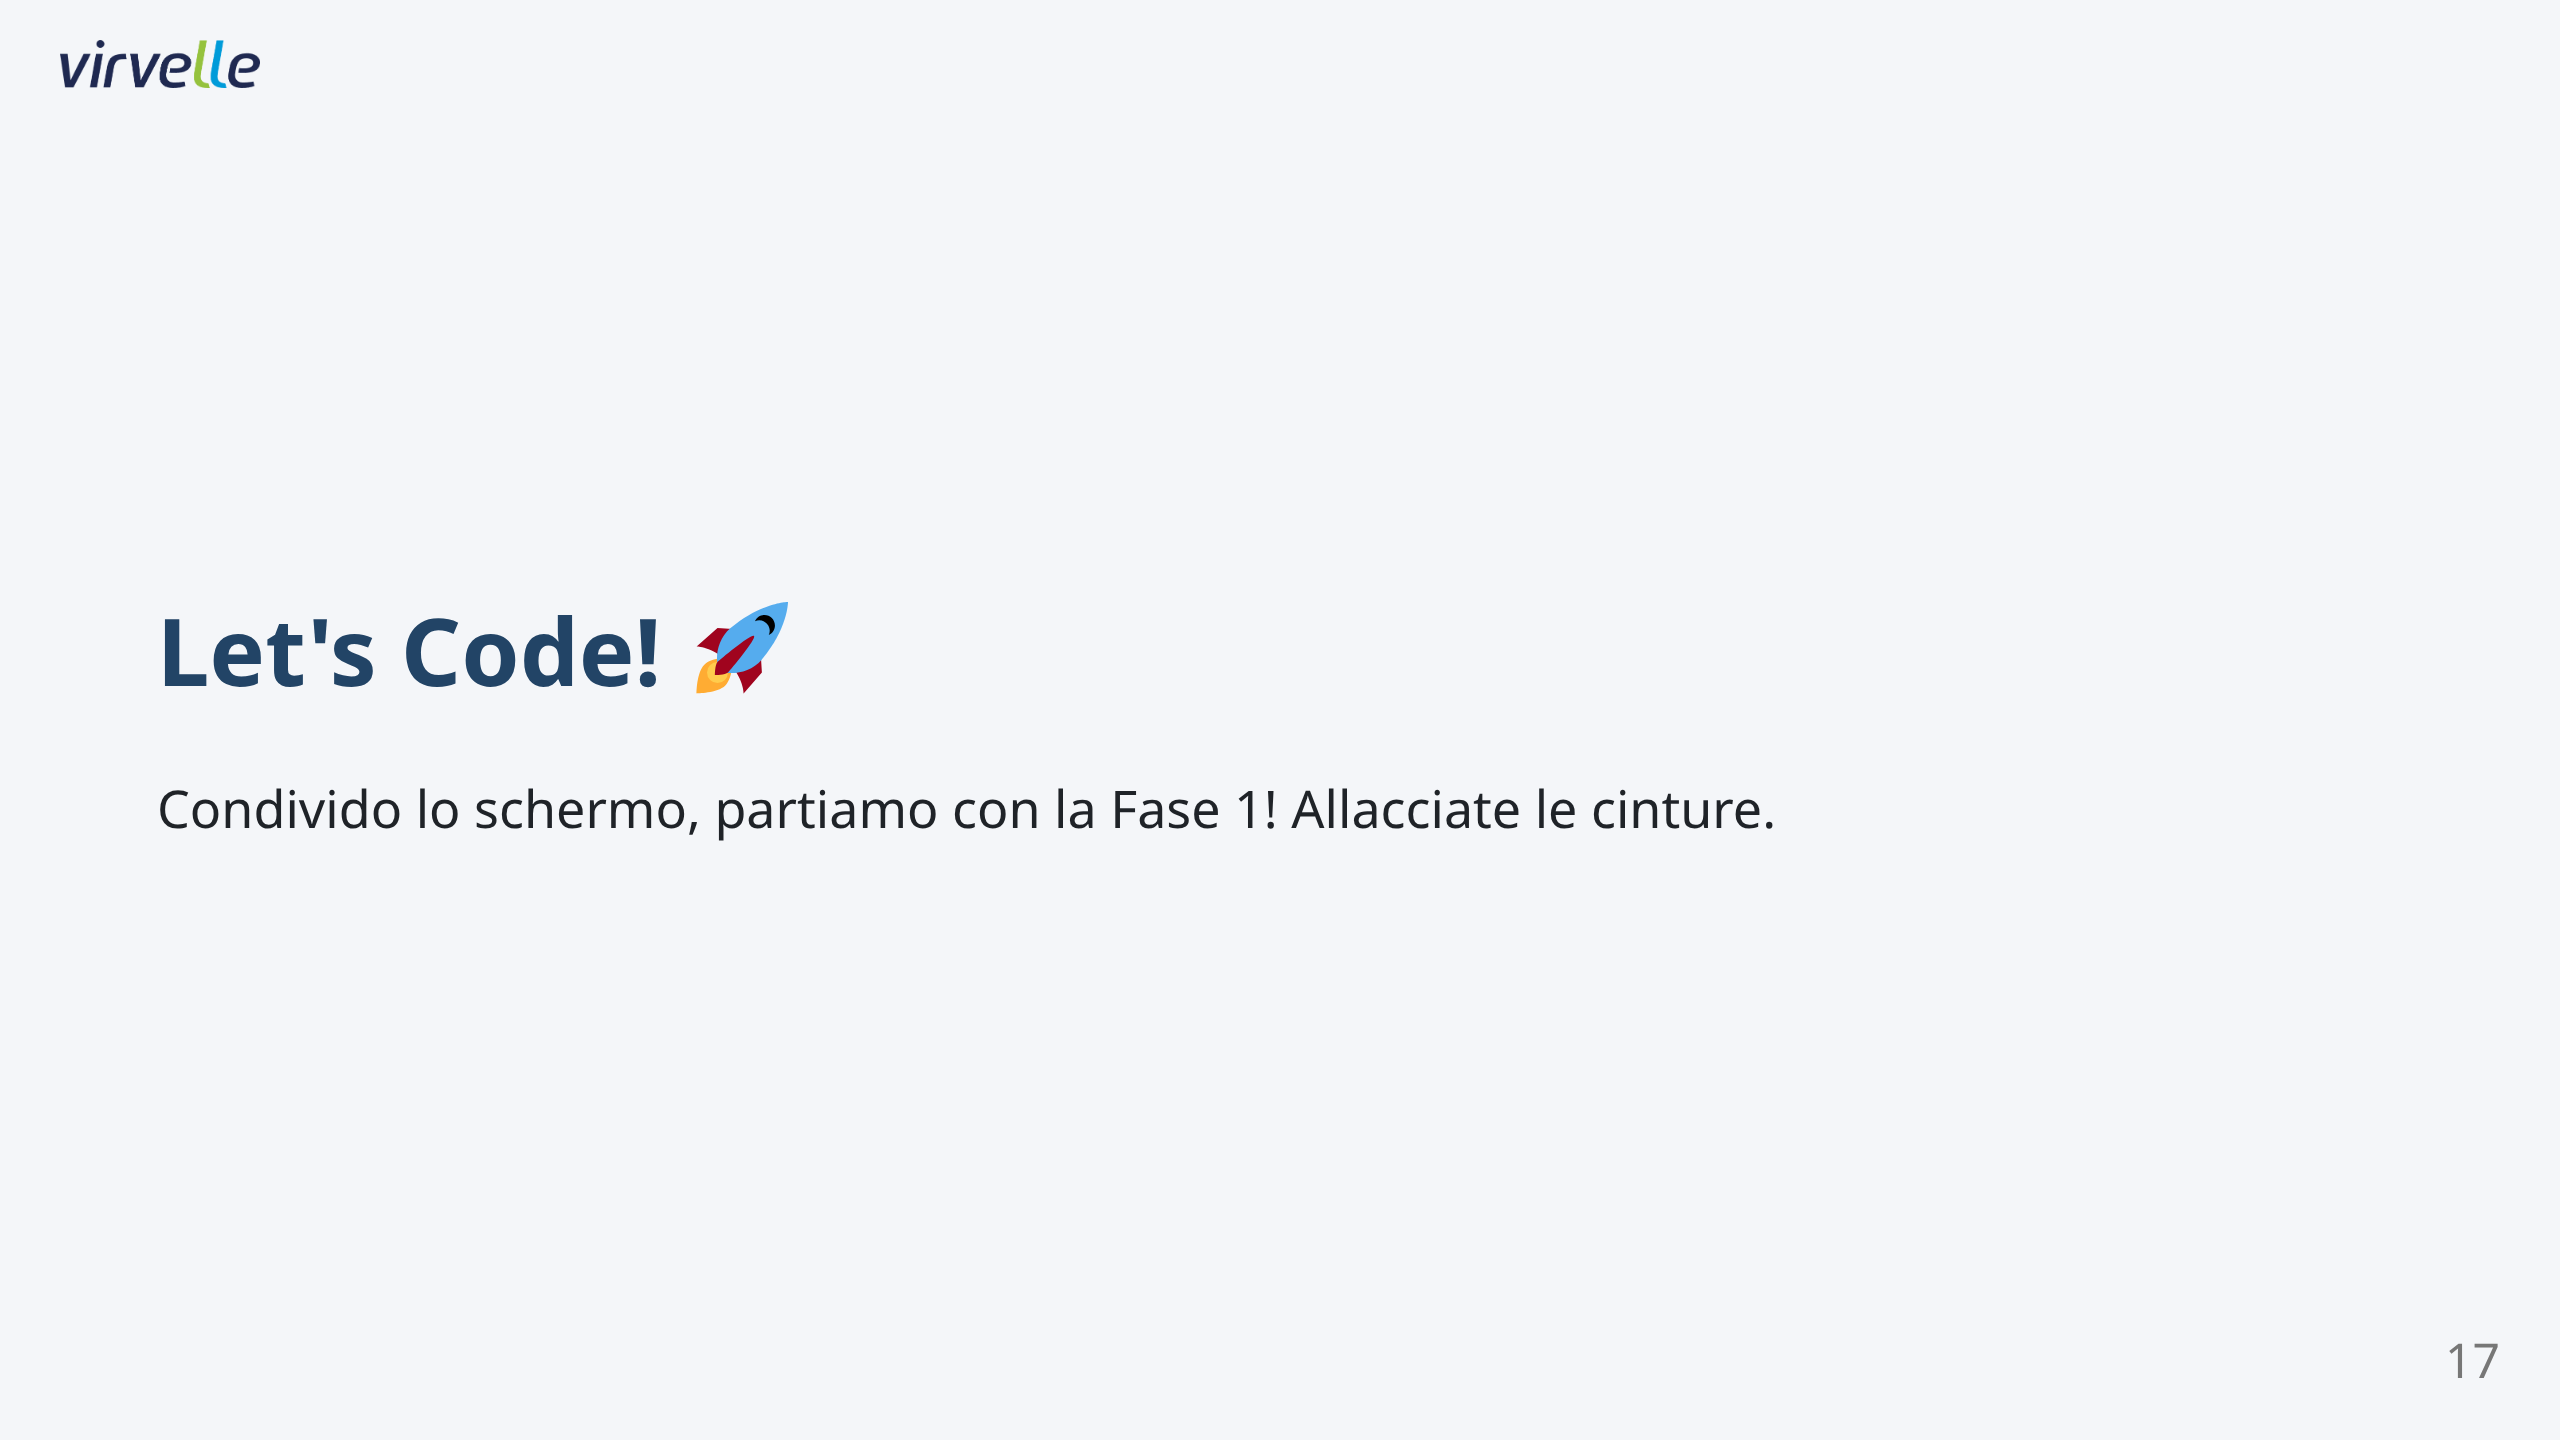 virvelle
Let's Code! 🚀
Condivido lo schermo, partiamo con la Fase 1! Allacciate le cinture.
17